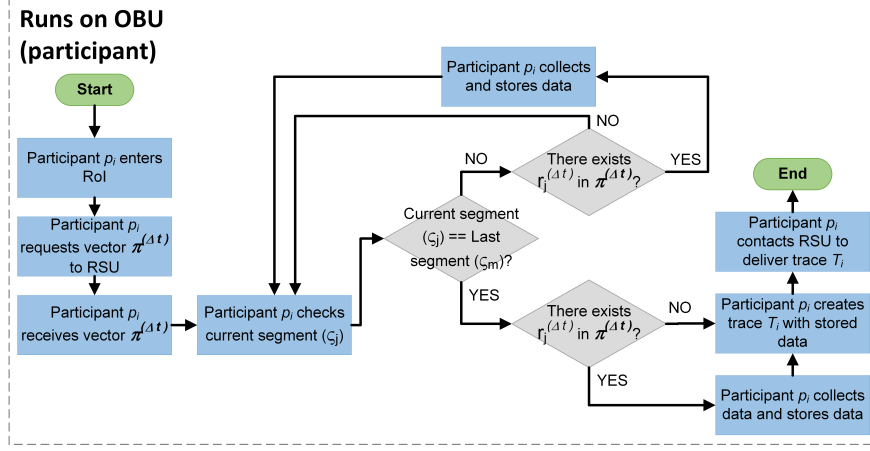 Runs on OBU
(participant)
Start
Participant pᵢ enters
RoI
Participant pᵢ
requests vector π^(Δt)
to RSU
Participant pᵢ
receives vector π^(Δt)
Participant pᵢ checks
current segment (ςⱼ)
Current segment
(ςⱼ) == Last
segment (ςₘ)?
NO
YES
There exists
rⱼ^(Δt) in π^(Δt)?
NO
YES
Participant pᵢ collects
and stores data
There exists
rⱼ^(Δt) in π^(Δt)?
NO
YES
Participant pᵢ collects
data and stores data
Participant pᵢ creates
trace Tᵢ with stored
data
Participant pᵢ
contacts RSU to
deliver trace Tᵢ
End